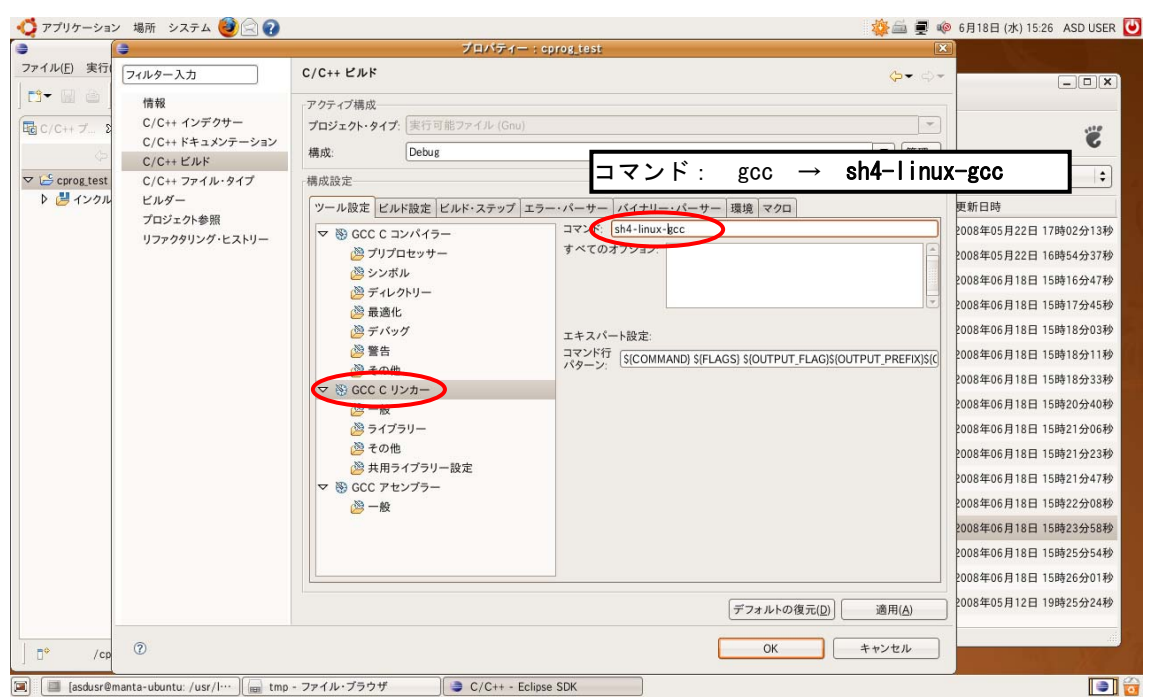 アプリケーション 場所 システム
6月18日 (水) 15:26 ASD USER
プロパティー : cprog_test
ファイル(F) 実行
フィルター入力
C/C++ ビルド
情報
C/C++ インデクサー
C/C++ ドキュメンテーション
C/C++ ビルド
C/C++ ファイル・タイプ
ビルダー
プロジェクト参照
リファクタリング・ヒストリー
C/C++ プ...
cprog_test
インクル
アクティブ構成
プロジェクト・タイプ: 実行可能ファイル (Gnu)
構成: Debug
コマンド: gcc → sh4-linux-gcc
構成設定
ツール設定 ビルド設定 ビルド・ステップ エラー・パーサー バイナリー・パーサー 環境 マクロ
GCC C コンパイラー
プリプロセッサー
シンボル
ディレクトリー
最適化
デバッグ
警告
その他
GCC C リンカー
一般
ライブラリー
その他
共用ライブラリー設定
GCC アセンブラー
一般
コマンド: sh4-linux-gcc
すべてのオプション:
エキスパート設定:
コマンド行
パターン: ${COMMAND} ${FLAGS} ${OUTPUT_FLAG}${OUTPUT_PREFIX}${O
更新日時
2008年05月22日 17時02分13秒
2008年05月22日 16時54分37秒
2008年06月18日 15時16分47秒
2008年06月18日 15時17分45秒
2008年06月18日 15時18分03秒
2008年06月18日 15時18分11秒
2008年06月18日 15時18分33秒
2008年06月18日 15時20分40秒
2008年06月18日 15時21分06秒
2008年06月18日 15時21分23秒
2008年06月18日 15時21分47秒
2008年06月18日 15時22分08秒
2008年06月18日 15時23分58秒
2008年06月18日 15時25分54秒
2008年06月18日 15時26分01秒
2008年05月12日 19時25分24秒
デフォルトの復元(D) 適用(A)
OK キャンセル
/cp
[asdusr@manta-ubuntu: /usr/l… tmp - ファイル・ブラウザ C/C++ - Eclipse SDK